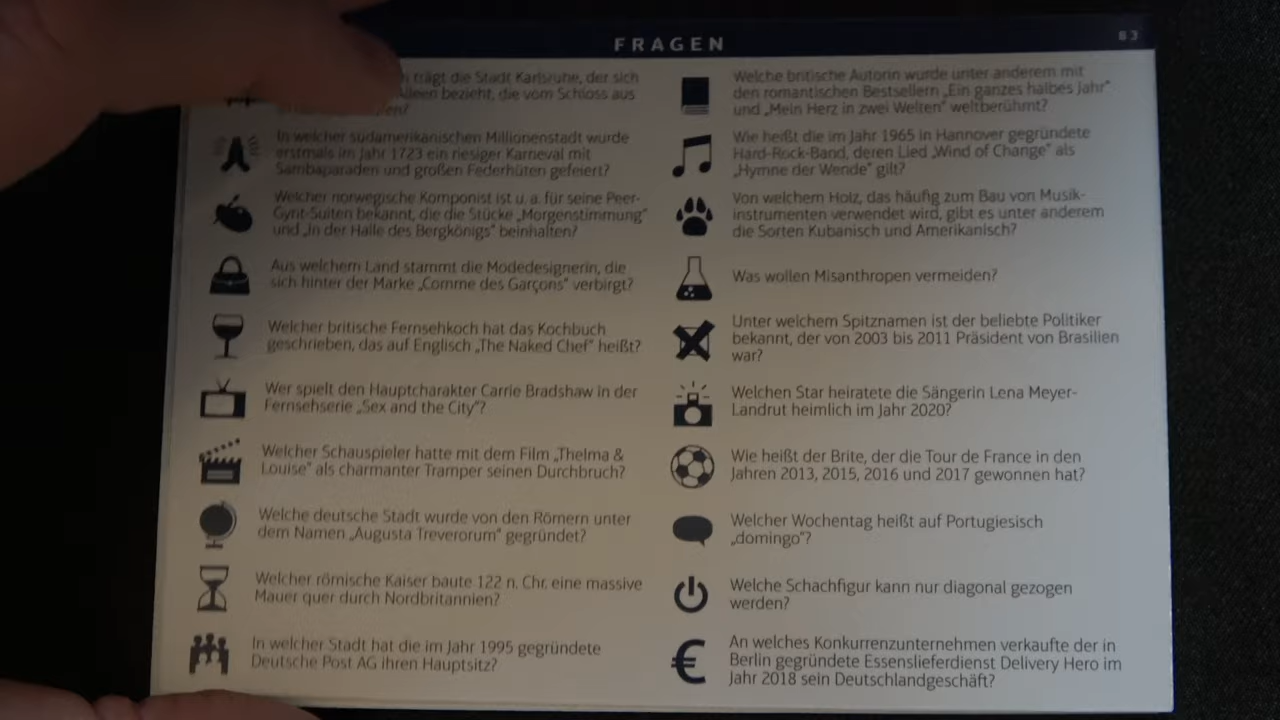 FRAGEN
83
trägt die Stadt Karlsruhe, der sich
Alleen bezieht, die vom Schloss aus
In welcher südamerikanischen Millionenstadt wurde
erstmals im Jahr 1723 ein riesiger Karneval mit
Sambaparaden und großen Federhüten gefeiert?
Welcher norwegische Komponist ist u. a. für seine Peer-
Gynt-Suiten bekannt, die die Stücke „Morgenstimmung“
und „In der Halle des Bergkönigs“ beinhalten?
Aus welchem Land stammt die Modedesignerin, die
sich hinter der Marke „Comme des Garçons“ verbirgt?
Welcher britische Fernsehkoch hat das Kochbuch
geschrieben, das auf Englisch „The Naked Chef“ heißt?
Wer spielt den Hauptcharakter Carrie Bradshaw in der
Fernsehserie „Sex and the City“?
Welcher Schauspieler hatte mit dem Film „Thelma &
Louise“ als charmanter Tramper seinen Durchbruch?
Welche deutsche Stadt wurde von den Römern unter
dem Namen „Augusta Treverorum“ gegründet?
Welcher römische Kaiser baute 122 n. Chr. eine massive
Mauer quer durch Nordbritannien?
In welcher Stadt hat die im Jahr 1995 gegründete
Deutsche Post AG ihren Hauptsitz?
Welche britische Autorin wurde unter anderem mit
den romantischen Bestsellern „Ein ganzes halbes Jahr“
und „Mein Herz in zwei Welten“ weltberühmt?
Wie heißt die im Jahr 1965 in Hannover gegründete
Hard-Rock-Band, deren Lied „Wind of Change“ als
„Hymne der Wende“ gilt?
Von welchem Holz, das häufig zum Bau von Musik-
instrumenten verwendet wird, gibt es unter anderem
die Sorten Kubanisch und Amerikanisch?
Was wollen Misanthropen vermeiden?
Unter welchem Spitznamen ist der beliebte Politiker
bekannt, der von 2003 bis 2011 Präsident von Brasilien
war?
Welchen Star heiratete die Sängerin Lena Meyer-
Landrut heimlich im Jahr 2020?
Wie heißt der Brite, der die Tour de France in den
Jahren 2013, 2015, 2016 und 2017 gewonnen hat?
Welcher Wochentag heißt auf Portugiesisch
„domingo“?
Welche Schachfigur kann nur diagonal gezogen
werden?
An welches Konkurrenzunternehmen verkaufte der in
Berlin gegründete Essenslieferdienst Delivery Hero im
Jahr 2018 sein Deutschlandgeschäft?